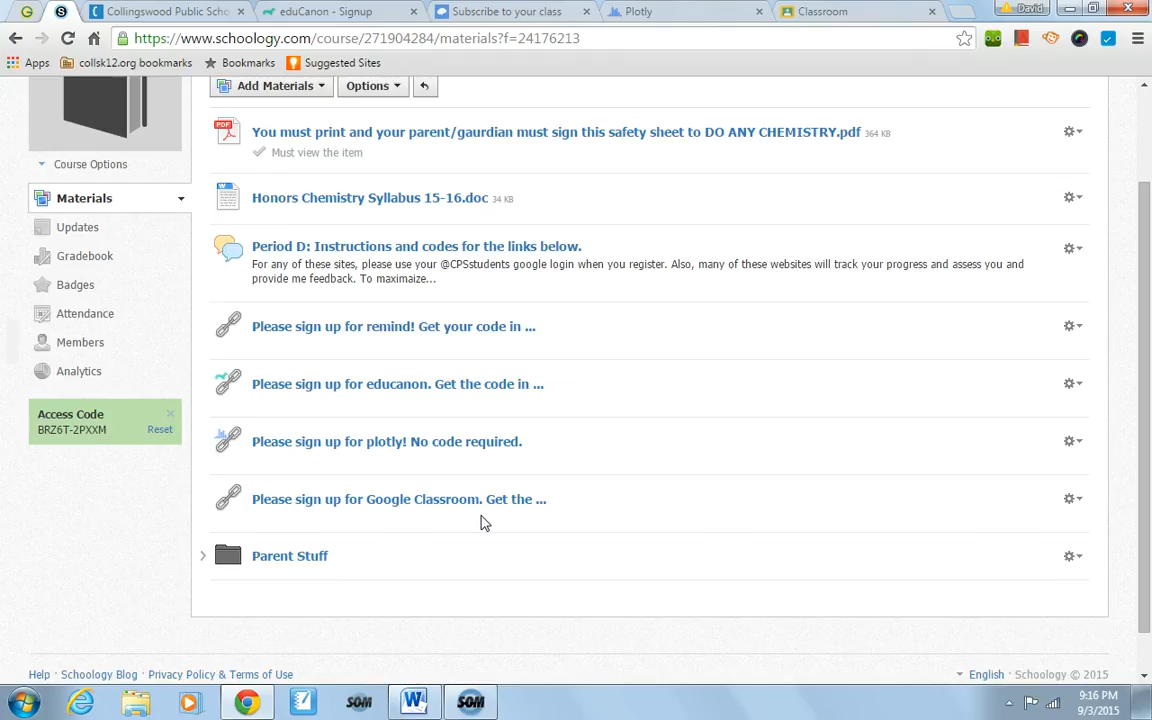 Collingswood Public Scho
eduCanon - Signup
Subscribe to your class
Plotly
Classroom
David
https://www.schoology.com/course/271904284/materials?f=24176213
Apps
collsk12.org bookmarks
Bookmarks
Suggested Sites
Add Materials
Options
PDF
You must print and your parent/gaurdian must sign this safety sheet to DO ANY CHEMISTRY.pdf 364 KB
Must view the item
Course Options
Materials
Honors Chemistry Syllabus 15-16.doc 34 KB
Updates
Gradebook
Badges
Attendance
Members
Analytics
Period D: Instructions and codes for the links below.
For any of these sites, please use your @CPSstudents google login when you register. Also, many of these websites will track your progress and assess you and
provide me feedback. To maximaize...
Please sign up for remind! Get your code in ...
Please sign up for educanon. Get the code in ...
Access Code
BRZ6T-2PXXM
Reset
Please sign up for plotly! No code required.
Please sign up for Google Classroom. Get the ...
Parent Stuff
Help · Schoology Blog · Privacy Policy & Terms of Use
English · Schoology © 2015
SOM
W
SOM
9:16 PM
9/3/2015